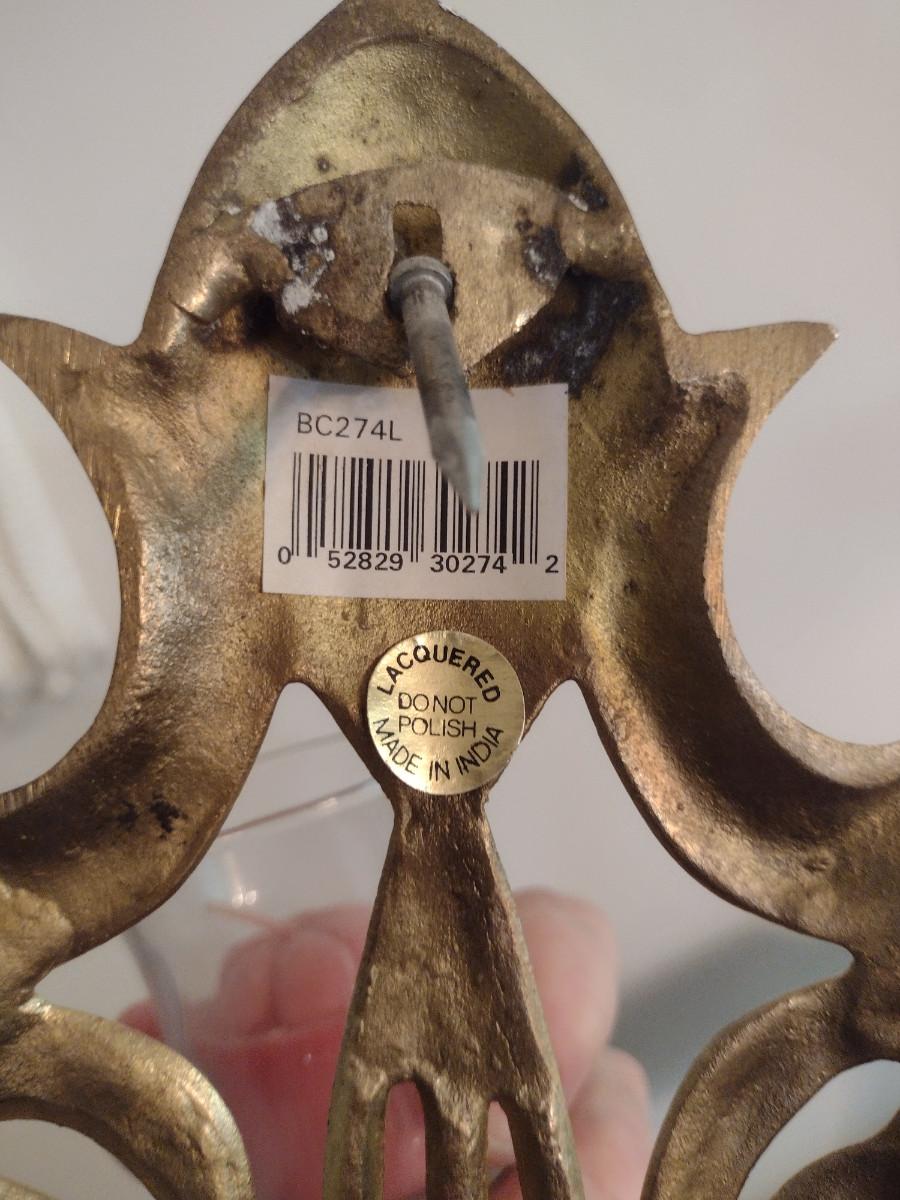 BC274L
0 52829 30274 2
LACQUERED
DO NOT
POLISH
MADE IN INDIA